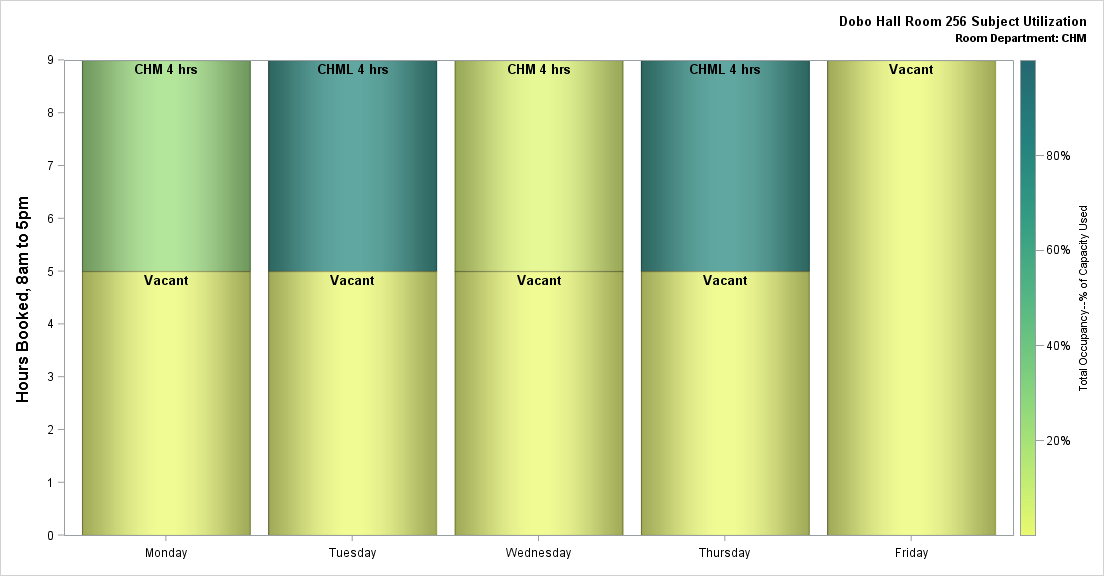 Dobo Hall Room 256 Subject Utilization
Room Department: CHM
Hours Booked, 8am to 5pm
9
8
7
6
5
4
3
2
1
0
CHM 4 hrs
CHML 4 hrs
CHM 4 hrs
CHML 4 hrs
Vacant
Vacant
Vacant
Vacant
Vacant
Monday
Tuesday
Wednesday
Thursday
Friday
80%
60%
40%
20%
Total Occupancy--% of Capacity Used